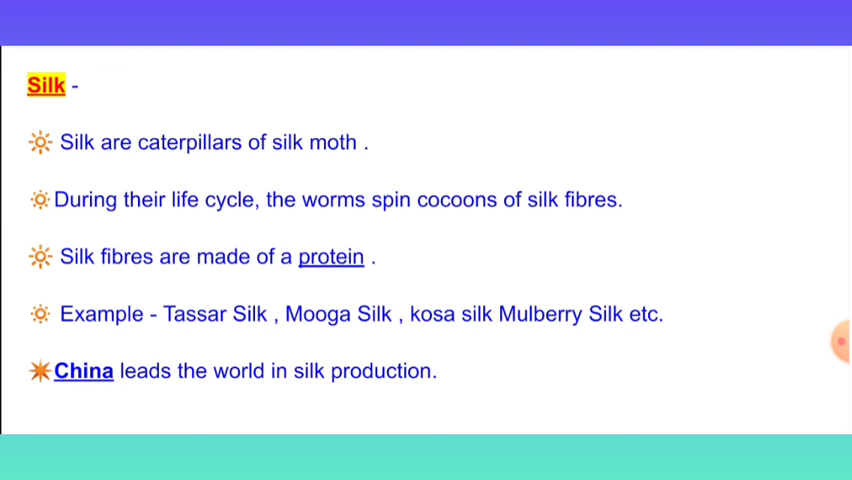 Silk -
Silk are caterpillars of silk moth .
During their life cycle, the worms spin cocoons of silk fibres.
Silk fibres are made of a protein .
Example - Tassar Silk , Mooga Silk , kosa silk Mulberry Silk etc.
China leads the world in silk production.